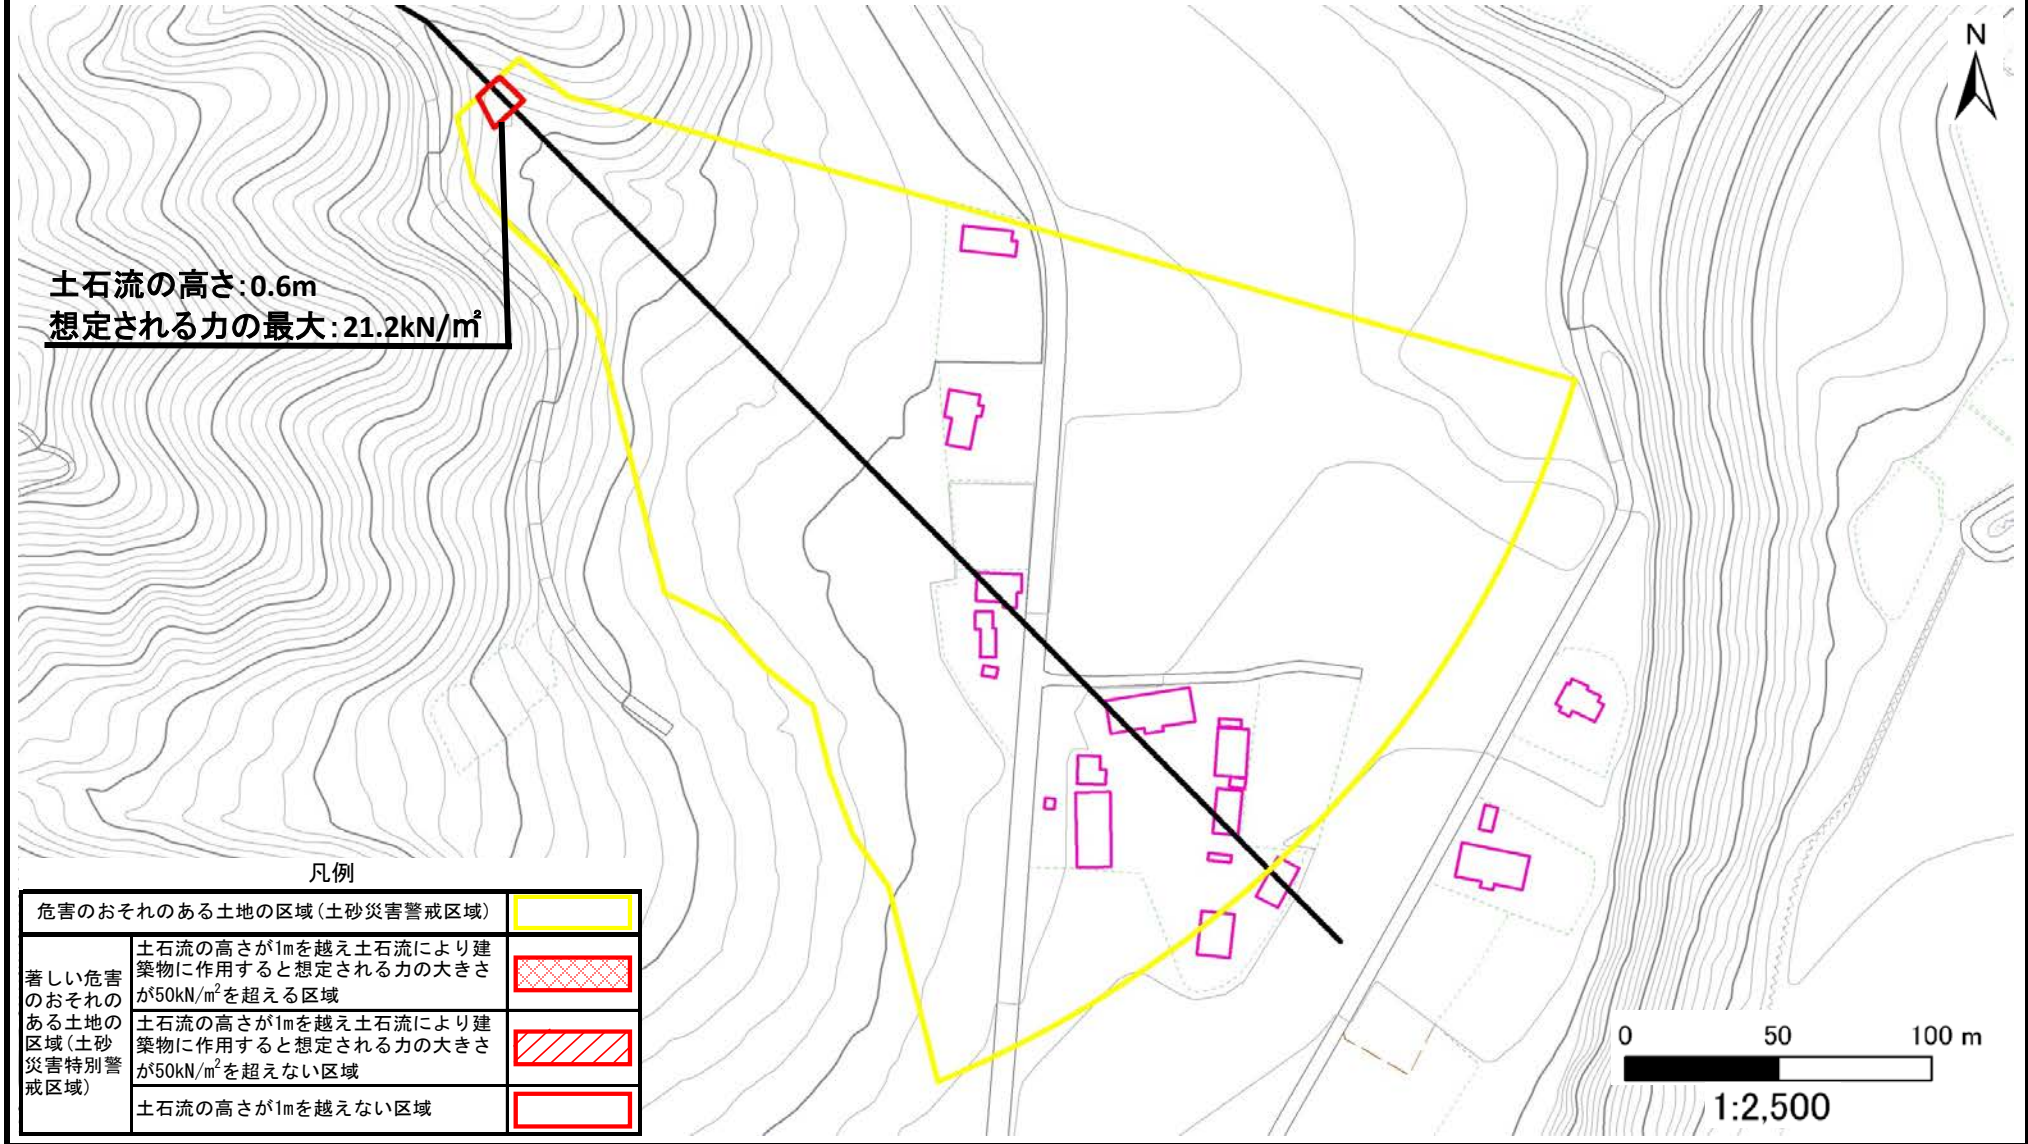 N
土石流の高さ:0.6m
想定される力の最大:21.2kN/㎡
凡例
危害のおそれのある土地の区域(土砂災害警戒区域)
著しい危害
のおそれの
ある土地の
区域(土砂
災害特別警
戒区域)
土石流の高さが1mを越え土石流により建
築物に作用すると想定される力の大きさ
が50kN/m²を超える区域
土石流の高さが1mを越え土石流により建
築物に作用すると想定される力の大きさ
が50kN/m²を超えない区域
土石流の高さが1mを越えない区域
0 50 100 m
1:2,500